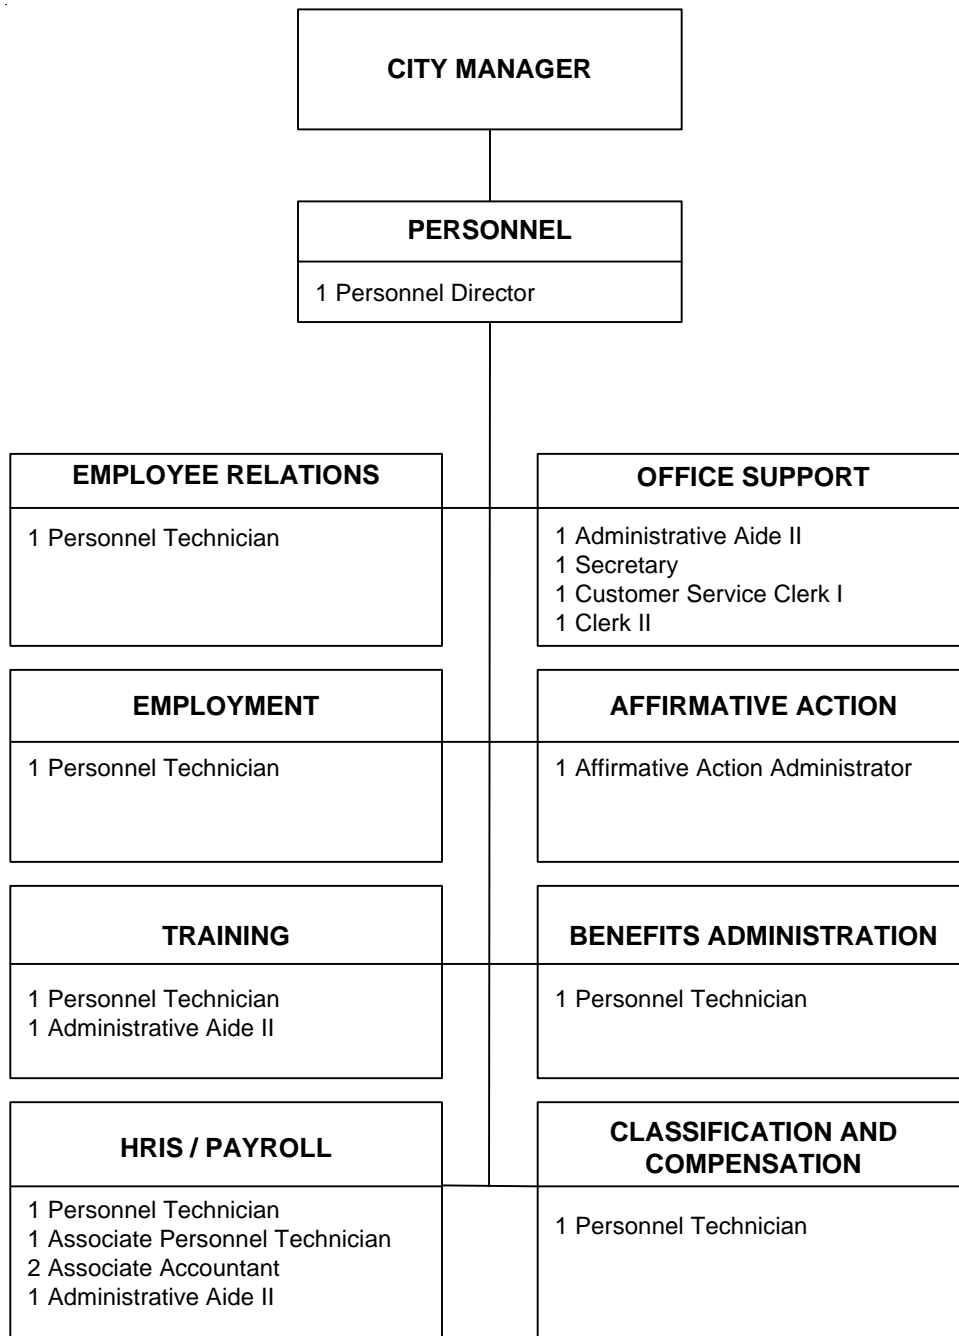 CITY MANAGER
PERSONNEL
1 Personnel Director
EMPLOYEE RELATIONS
1 Personnel Technician
OFFICE SUPPORT
1 Administrative Aide II
1 Secretary
1 Customer Service Clerk I
1 Clerk II
EMPLOYMENT
1 Personnel Technician
AFFIRMATIVE ACTION
1 Affirmative Action Administrator
TRAINING
1 Personnel Technician
1 Administrative Aide II
BENEFITS ADMINISTRATION
1 Personnel Technician
HRIS / PAYROLL
1 Personnel Technician
1 Associate Personnel Technician
2 Associate Accountant
1 Administrative Aide II
CLASSIFICATION AND
COMPENSATION
1 Personnel Technician